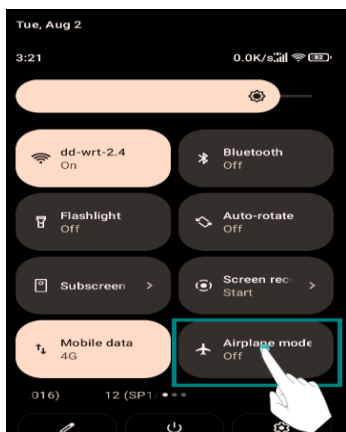 Tue, Aug 2
3:21 0.0K/s 82
dd-wrt-2.4 Bluetooth
On Off
Flashlight Auto-rotate
Off Off
Subscreen Screen rec
Start
Mobile data Airplane mode
4G Off
.016) 12 (SP1